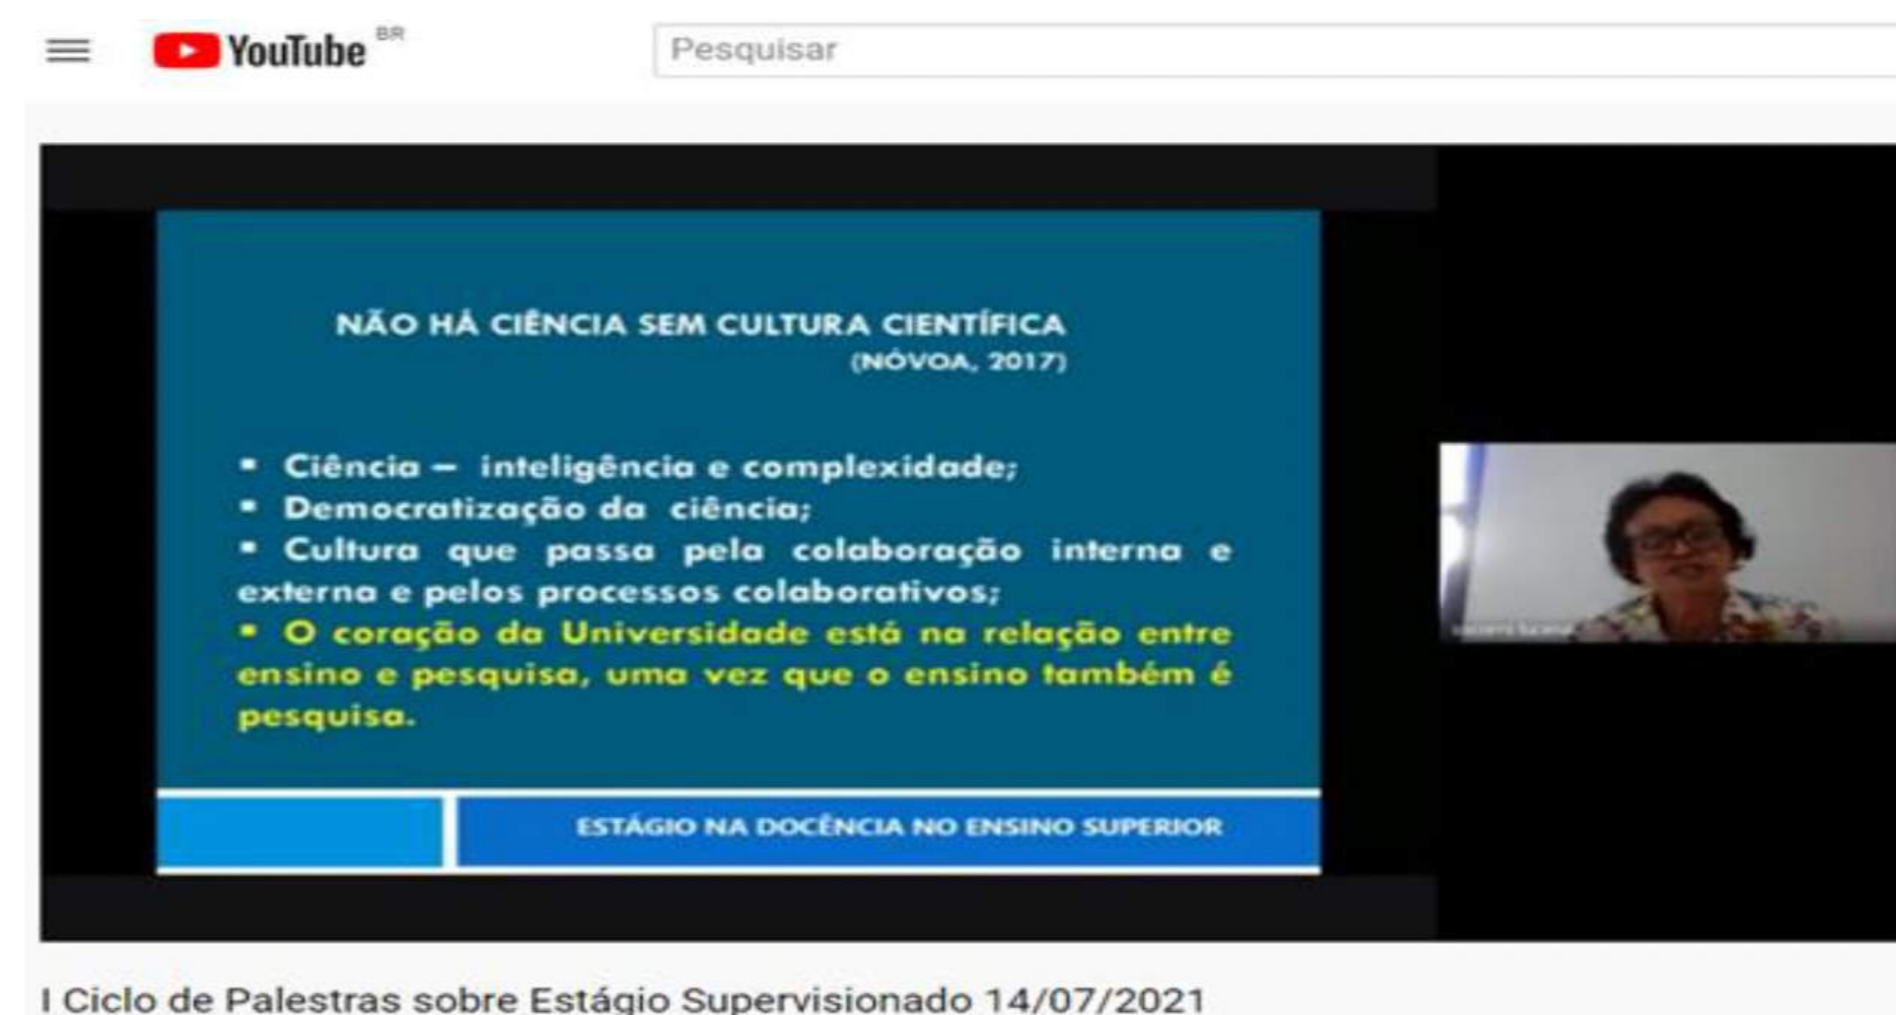 YouTube BR
Pesquisar
NÃO HÁ CIÊNCIA SEM CULTURA CIENTÍFICA
(NÓVOA, 2017)
▪ Ciência – inteligência e complexidade;
▪ Democratização da ciência;
▪ Cultura que passa pela colaboração interna e
externa e pelos processos colaborativos;
▪ O coração da Universidade está na relação entre
ensino e pesquisa, uma vez que o ensino também é
pesquisa.
ESTÁGIO NA DOCÊNCIA NO ENSINO SUPERIOR
I Ciclo de Palestras sobre Estágio Supervisionado 14/07/2021